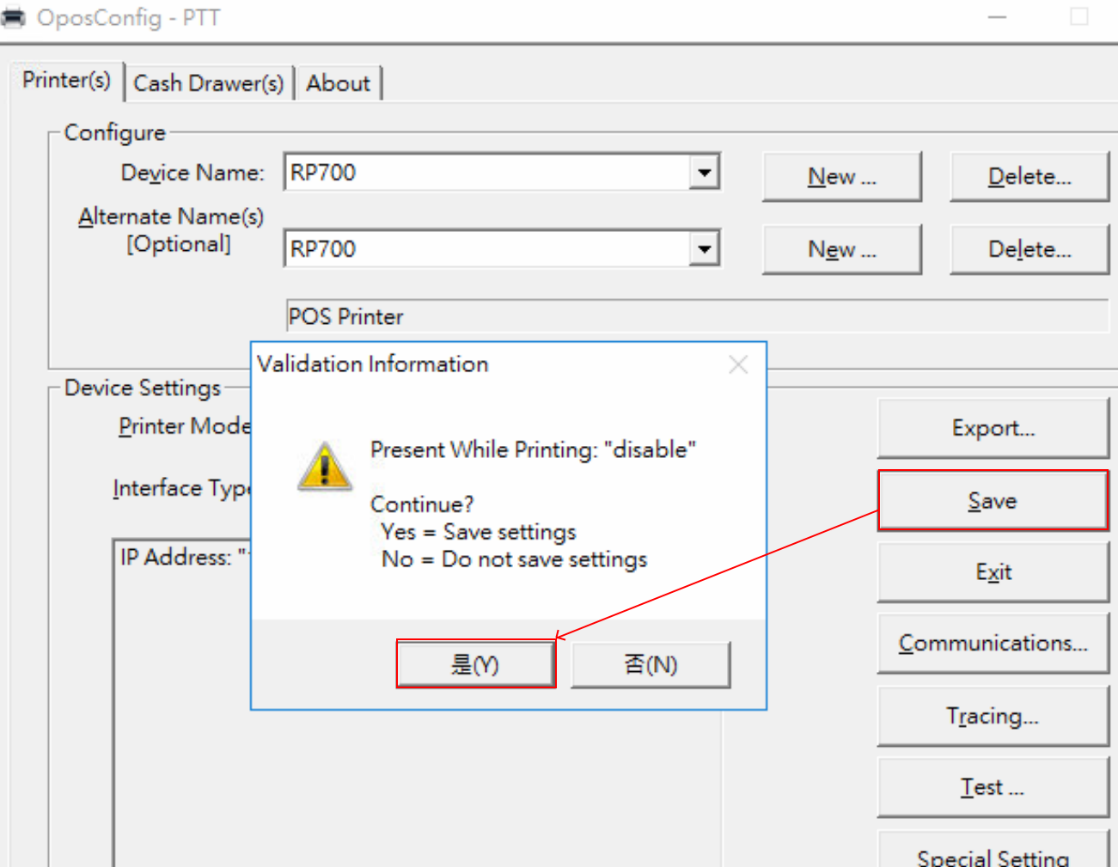 OposConfig - PTT
Printer(s)
Cash Drawer(s)
About
Configure
Device Name:
RP700
New ...
Delete...
Alternate Name(s)
[Optional]
RP700
New ...
Delete...
POS Printer
Validation Information
Present While Printing: "disable"
Continue?
Yes = Save settings
No = Do not save settings
是(Y)
否(N)
Device Settings
Printer Mode
Interface Type
IP Address: "
Export...
Save
Exit
Communications...
Tracing...
Test ...
Special Setting